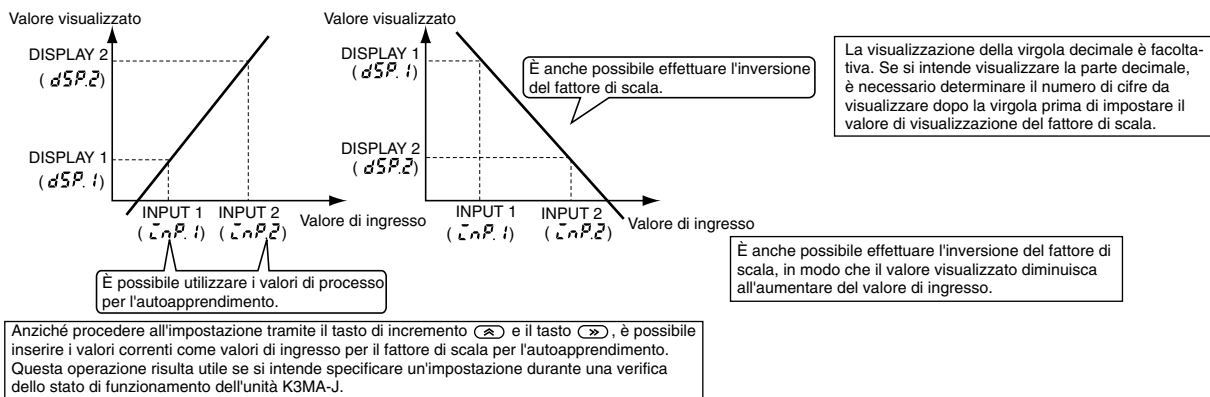 Valore visualizzato
DISPLAY 2
( dSP.2)
DISPLAY 1
( dSP. 1)
INPUT 1 INPUT 2
( inP. 1) ( inP.2)
Valore di ingresso
È possibile utilizzare i valori di processo
per l'autoapprendimento.
Valore visualizzato
DISPLAY 1
( dSP. 1)
DISPLAY 2
( dSP.2)
INPUT 1 INPUT 2
( inP. 1) ( inP.2)
Valore di ingresso
È anche possibile effettuare l'inversione
del fattore di scala.
La visualizzazione della virgola decimale è facolta-
tiva. Se si intende visualizzare la parte decimale,
è necessario determinare il numero di cifre da
visualizzare dopo la virgola prima di impostare il
valore di visualizzazione del fattore di scala.
È anche possibile effettuare l'inversione del fattore di
scala, in modo che il valore visualizzato diminuisca
all'aumentare del valore di ingresso.
Anziché procedere all'impostazione tramite il tasto di incremento e il tasto , è possibile
inserire i valori correnti come valori di ingresso per il fattore di scala per l'autoapprendimento.
Questa operazione risulta utile se si intende specificare un'impostazione durante una verifica
dello stato di funzionamento dell'unità K3MA-J.